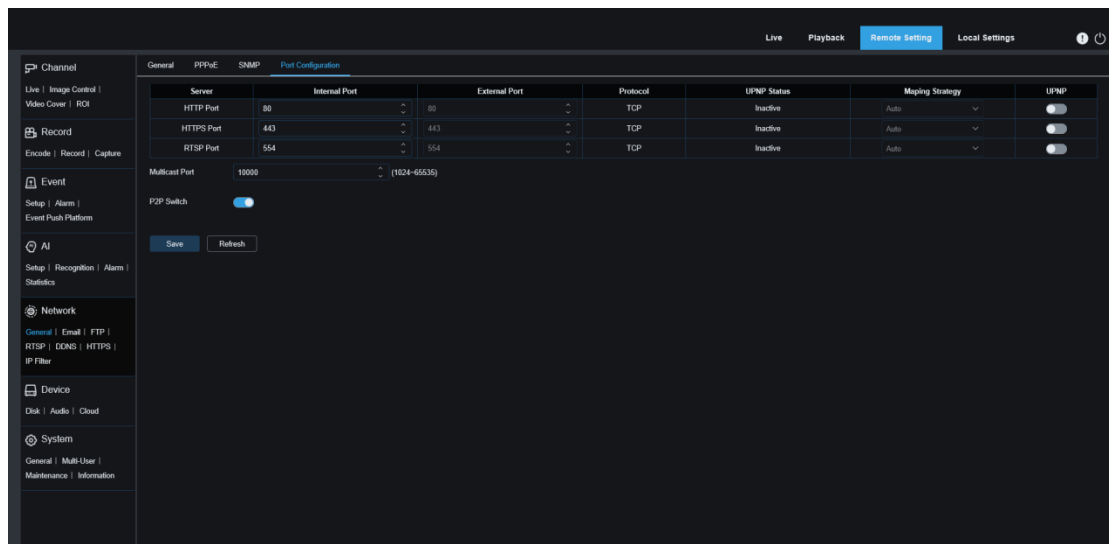 Live Playback Remote Setting Local Settings
Channel
Live | Image Control |
Video Cover | ROI
Record
Encode | Record | Capture
Event
Setup | Alarm |
Event Push Platform
AI
Setup | Recognition | Alarm |
Statistics
Network
General | Email | FTP |
RTSP | DDNS | HTTPS |
IP Filter
Device
Disk | Audio | Cloud
System
General | Multi-User |
Maintenance | Information
General PPPoE SNMP Port Configuration
Server Internal Port External Port Protocol UPNP Status Maping Strategy UPNP
HTTP Port 80 80 TCP Inactive Auto
HTTPS Port 443 443 TCP Inactive Auto
RTSP Port 554 554 TCP Inactive Auto
Multicast Port 10000 (1024~65535)
P2P Switch
Save Refresh